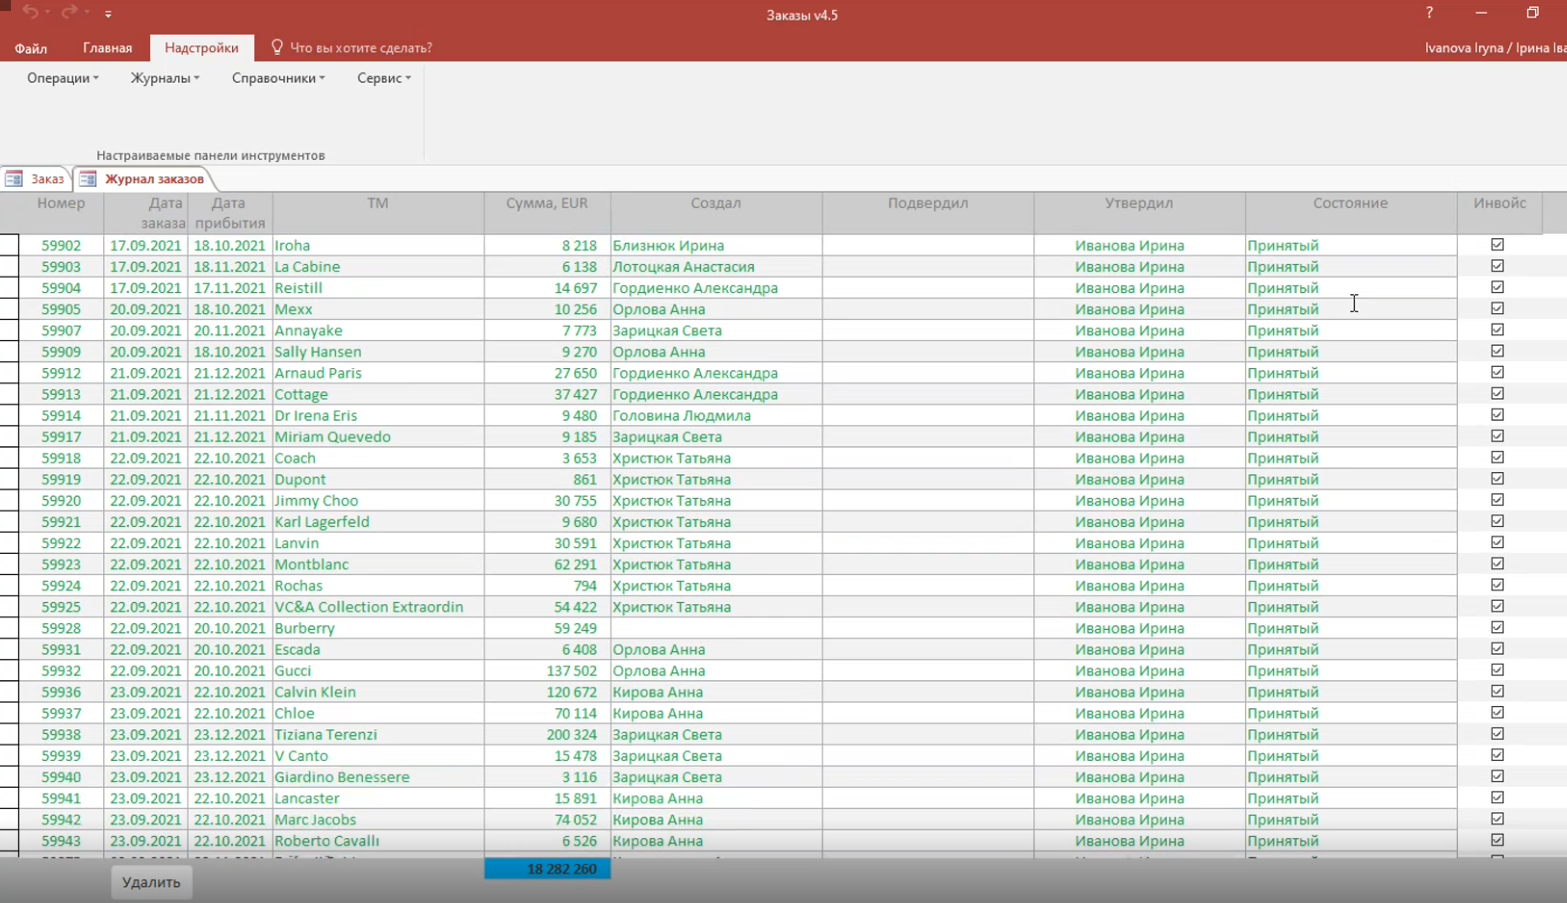 Заказы v4.5
?
Файл Главная Надстройки Что вы хотите сделать? Ivanova Iryna / Ірина Іва
Операции Журналы Справочники Сервис
Настраиваемые панели инструментов
Заказ Журнал заказов
Номер Дата заказа Дата прибытия ТМ Сумма, EUR Создал Подтвердил Утвердил Состояние Инвойс
59902 17.09.2021 18.10.2021 Iroha 8 218 Близнюк Ирина Иванова Ирина Принятый
59903 17.09.2021 18.11.2021 La Cabine 6 138 Лотоцкая Анастасия Иванова Ирина Принятый
59904 17.09.2021 17.11.2021 Reistill 14 697 Гордиенко Александра Иванова Ирина Принятый
59905 20.09.2021 18.10.2021 Mexx 10 256 Орлова Анна Иванова Ирина Принятый
59907 20.09.2021 20.11.2021 Annayake 7 773 Зарицкая Света Иванова Ирина Принятый
59909 20.09.2021 18.10.2021 Sally Hansen 9 270 Орлова Анна Иванова Ирина Принятый
59912 21.09.2021 21.12.2021 Arnaud Paris 27 650 Гордиенко Александра Иванова Ирина Принятый
59913 21.09.2021 21.12.2021 Cottage 37 427 Гордиенко Александра Иванова Ирина Принятый
59914 21.09.2021 21.11.2021 Dr Irena Eris 9 480 Головина Людмила Иванова Ирина Принятый
59917 21.09.2021 21.12.2021 Miriam Quevedo 9 185 Зарицкая Света Иванова Ирина Принятый
59918 22.09.2021 22.10.2021 Coach 3 653 Христюк Татьяна Иванова Ирина Принятый
59919 22.09.2021 22.10.2021 Dupont 861 Христюк Татьяна Иванова Ирина Принятый
59920 22.09.2021 22.10.2021 Jimmy Choo 30 755 Христюк Татьяна Иванова Ирина Принятый
59921 22.09.2021 22.10.2021 Karl Lagerfeld 9 680 Христюк Татьяна Иванова Ирина Принятый
59922 22.09.2021 22.10.2021 Lanvin 30 591 Христюк Татьяна Иванова Ирина Принятый
59923 22.09.2021 22.10.2021 Montblanc 62 291 Христюк Татьяна Иванова Ирина Принятый
59924 22.09.2021 22.10.2021 Rochas 794 Христюк Татьяна Иванова Ирина Принятый
59925 22.09.2021 22.10.2021 VC&A Collection Extraordin 54 422 Христюк Татьяна Иванова Ирина Принятый
59928 22.09.2021 20.10.2021 Burberry 59 249 Иванова Ирина Принятый
59931 22.09.2021 20.10.2021 Escada 6 408 Орлова Анна Иванова Ирина Принятый
59932 22.09.2021 20.10.2021 Gucci 137 502 Орлова Анна Иванова Ирина Принятый
59936 23.09.2021 22.10.2021 Calvin Klein 120 672 Кирова Анна Иванова Ирина Принятый
59937 23.09.2021 22.10.2021 Chloe 70 114 Кирова Анна Иванова Ирина Принятый
59938 23.09.2021 23.12.2021 Tiziana Terenzi 200 324 Зарицкая Света Иванова Ирина Принятый
59939 23.09.2021 23.12.2021 V Canto 15 478 Зарицкая Света Иванова Ирина Принятый
59940 23.09.2021 23.12.2021 Giardino Benessere 3 116 Зарицкая Света Иванова Ирина Принятый
59941 23.09.2021 22.10.2021 Lancaster 15 891 Кирова Анна Иванова Ирина Принятый
59942 23.09.2021 22.10.2021 Marc Jacobs 74 052 Кирова Анна Иванова Ирина Принятый
59943 23.09.2021 22.10.2021 Roberto Cavallı 6 526 Кирова Анна Иванова Ирина Принятый
18 282 260
Удалить